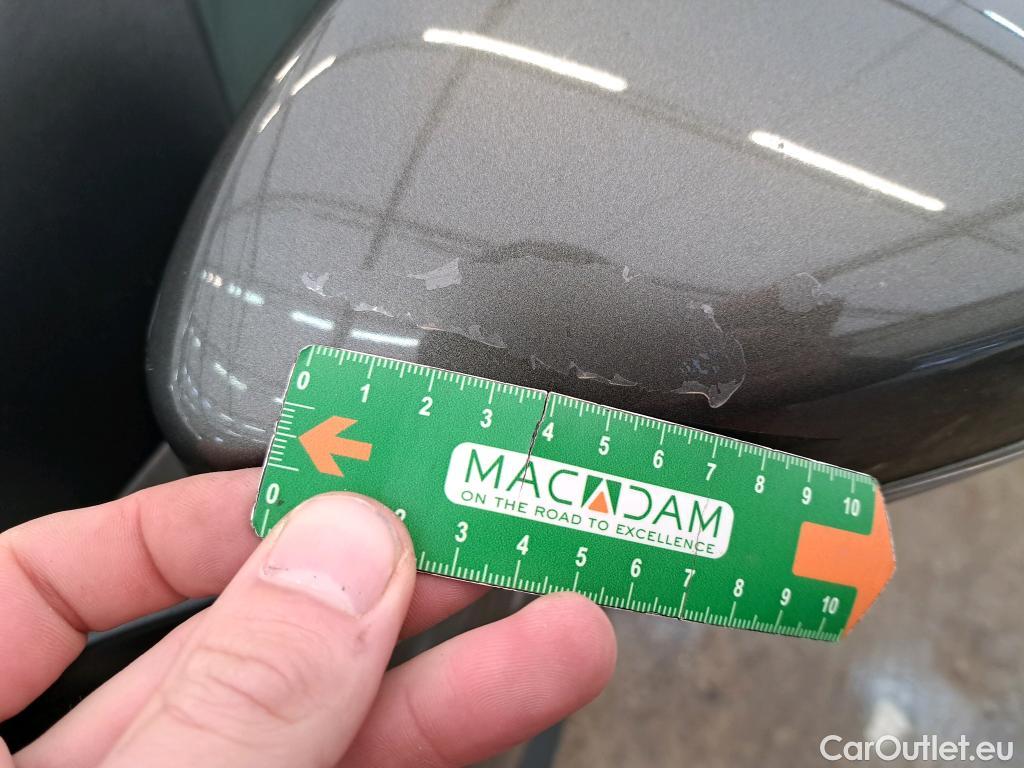 0 1 2 3 4 5 6 7 8 9 10
MACADAM
ON THE ROAD TO EXCELLENCE
0 2 3 4 5 6 7 8 9 10
CarOutlet.eu